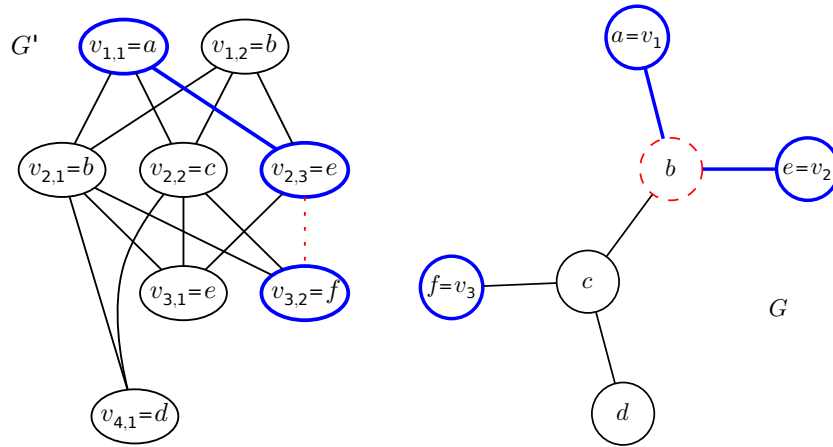 G'
v1,1=a
v1,2=b
v2,1=b
v2,2=c
v2,3=e
v3,1=e
v3,2=f
v4,1=d
a=v1
b
e=v2
f=v3
c
G
d